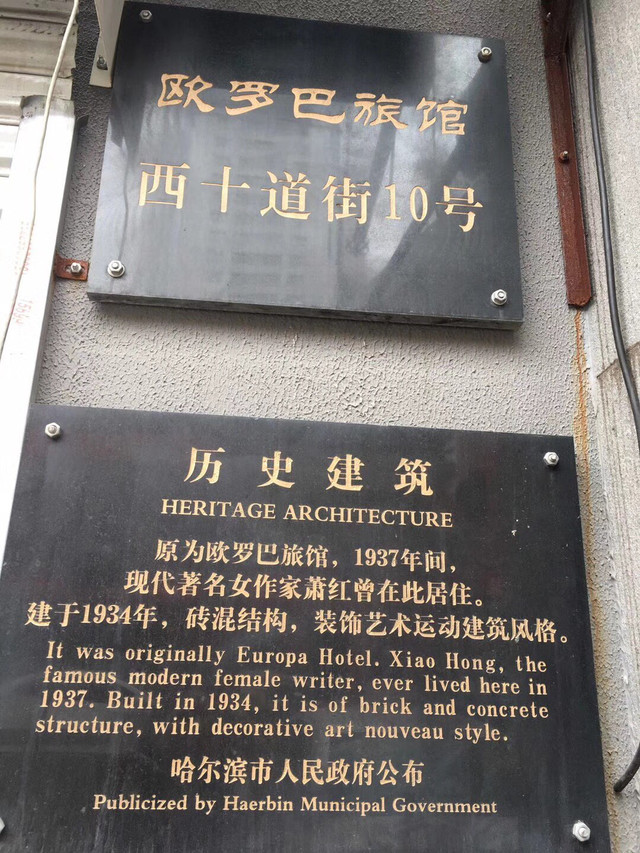 欧罗巴旅馆
西十道街10号
历史建筑
HERITAGE ARCHITECTURE
原为欧罗巴旅馆，1937年间，
现代著名女作家萧红曾在此居住。
建于1934年，砖混结构，装饰艺术运动建筑风格。
It was originally Europa Hotel. Xiao Hong, the
famous modern female writer, ever lived here in
1937. Built in 1934, it is of brick and concrete
structure, with decorative art nouveau style.
哈尔滨市人民政府公布
Publicized by Haerbin Municipal Government